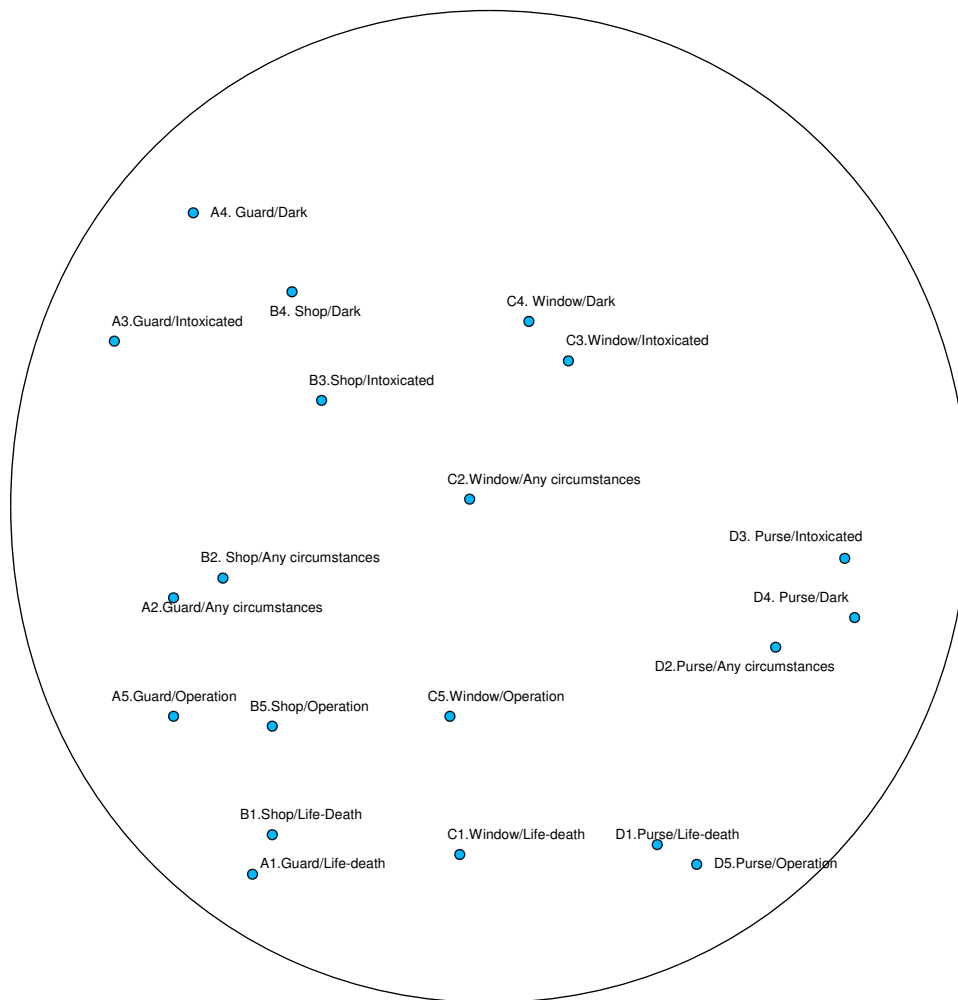 A4. Guard/Dark
B4. Shop/Dark
C4. Window/Dark
A3.Guard/Intoxicated
C3.Window/Intoxicated
B3.Shop/Intoxicated
C2.Window/Any circumstances
D3. Purse/Intoxicated
B2. Shop/Any circumstances
D4. Purse/Dark
A2.Guard/Any circumstances
D2.Purse/Any circumstances
A5.Guard/Operation
B5.Shop/Operation
C5.Window/Operation
B1.Shop/Life-Death
C1.Window/Life-death
D1.Purse/Life-death
A1.Guard/Life-death
D5.Purse/Operation